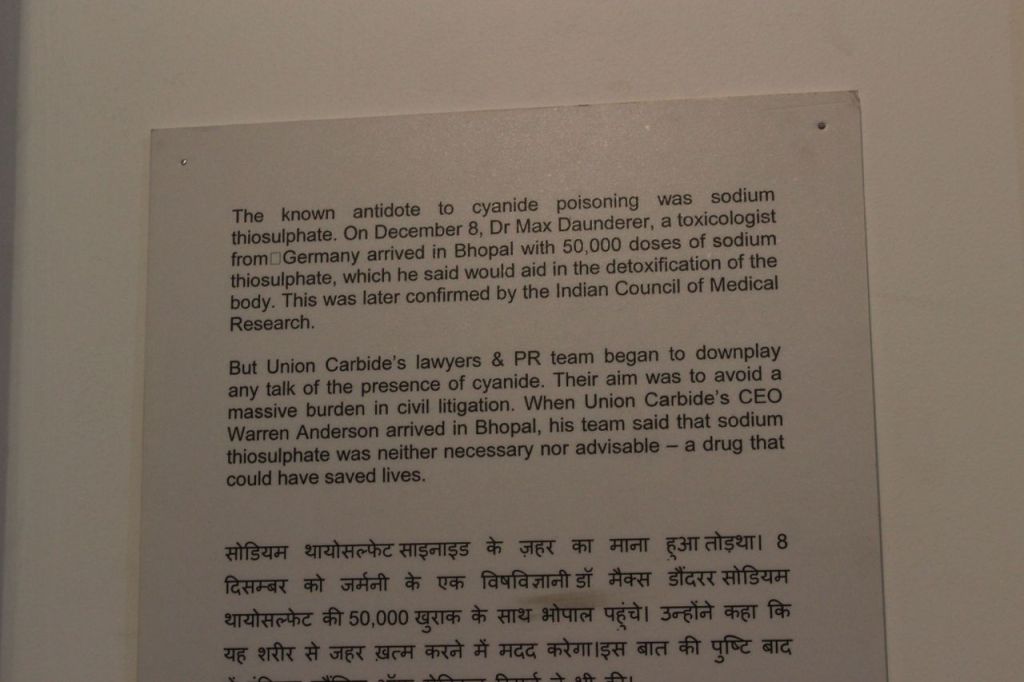 The known antidote to cyanide poisoning was sodium
thiosulphate. On December 8, Dr Max Daunderer, a toxicologist
from□Germany arrived in Bhopal with 50,000 doses of sodium
thiosulphate, which he said would aid in the detoxification of the
body. This was later confirmed by the Indian Council of Medical
Research.
But Union Carbide's lawyers & PR team began to downplay
any talk of the presence of cyanide. Their aim was to avoid a
massive burden in civil litigation. When Union Carbide's CEO
Warren Anderson arrived in Bhopal, his team said that sodium
thiosulphate was neither necessary nor advisable – a drug that
could have saved lives.
सोडियम थायोसल्फेट साइनाइड के ज़हर का माना हुआ तोड़था। 8
दिसम्बर को जर्मनी के एक विषविज्ञानी डॉ मैक्स डौंदरर सोडियम
थायोसल्फेट की 50,000 खुराक के साथ भोपाल पहुंचे। उन्होंने कहा कि
यह शरीर से जहर ख़त्म करने में मदद करेगा।इस बात की पुष्टि बाद